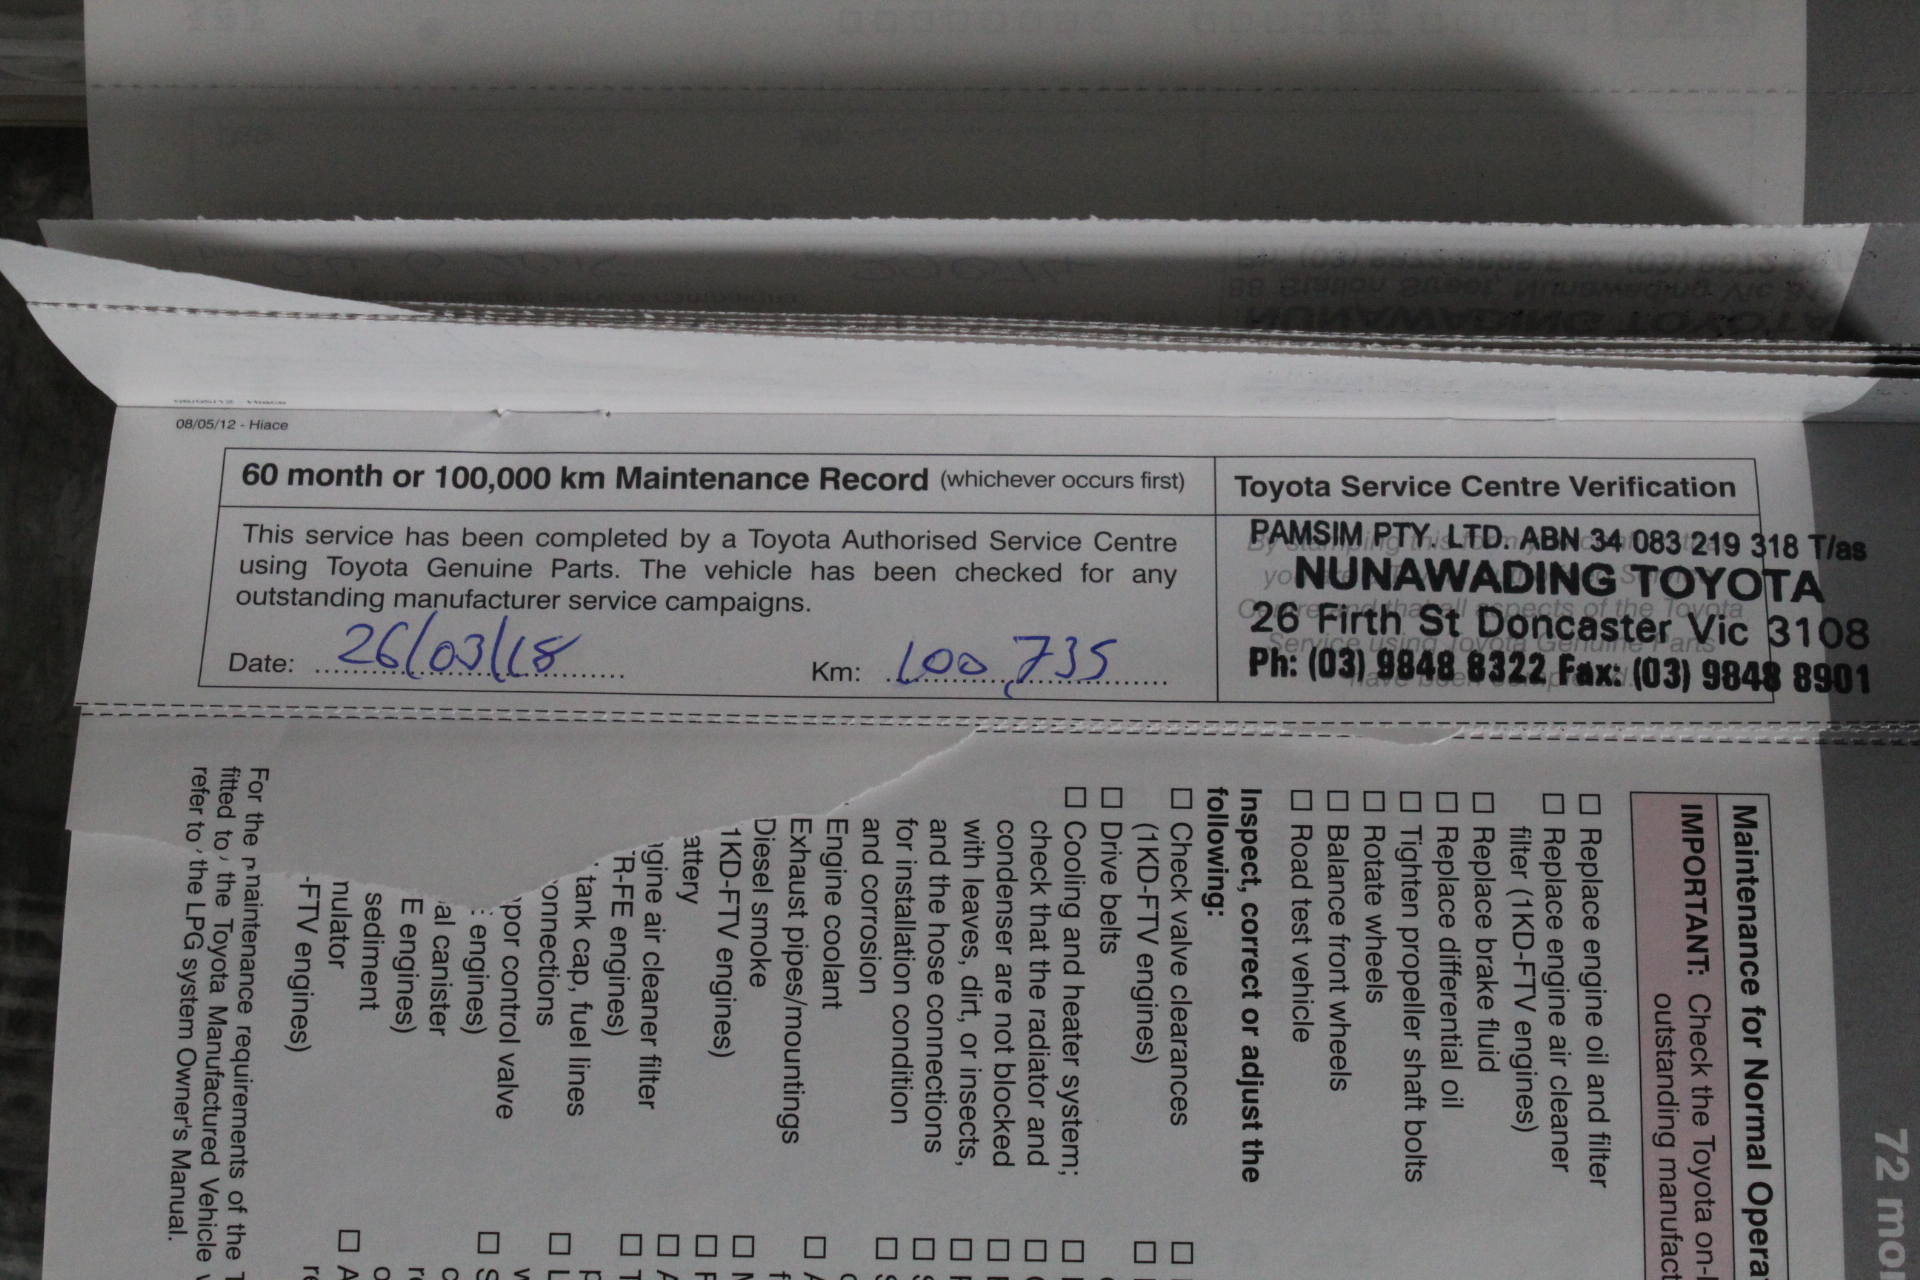 08/05/12 - Hiace
60 month or 100,000 km Maintenance Record (whichever occurs first)
This service has been completed by a Toyota Authorised Service Centre
using Toyota Genuine Parts. The vehicle has been checked for any
outstanding manufacturer service campaigns.
Date: 26/03/18 Km: 100,735
Toyota Service Centre Verification
PAMSIM PTY. LTD. ABN 34 083 219 318 T/as
NUNAWADING TOYOTA
26 Firth St Doncaster Vic 3108
Ph: (03) 9848 8322 Fax: (03) 9848 8901
72 mo
Maintenance for Normal Opera
IMPORTANT: Check the Toyota on-
outstanding manufact
□ Replace engine oil and filter
□ Replace engine air cleaner
filter (1KD-FTV engines)
□ Replace brake fluid
□ Replace differential oil
□ Tighten propeller shaft bolts
□ Rotate wheels
□ Balance front wheels
□ Road test vehicle
Inspect, correct or adjust the
following:
□ Check valve clearances
(1KD-FTV engines)
□ Drive belts
□ Cooling and heater system;
check that the radiator and
condenser are not blocked
with leaves, dirt, or insects,
and the hose connections
for installation condition
and corrosion
Engine coolant
Exhaust pipes/mountings
Diesel smoke
1KD-FTV engines)
attery
ngine air cleaner filter
TR-FE engines)
tank cap, fuel lines
onnections
por control valve
engines)
al canister
E engines)
sediment
nulator
-FTV engines)
For the maintenance requirements of the T
fitted to the Toyota Manufactured Vehicle
refer to the LPG system Owner's Manual.